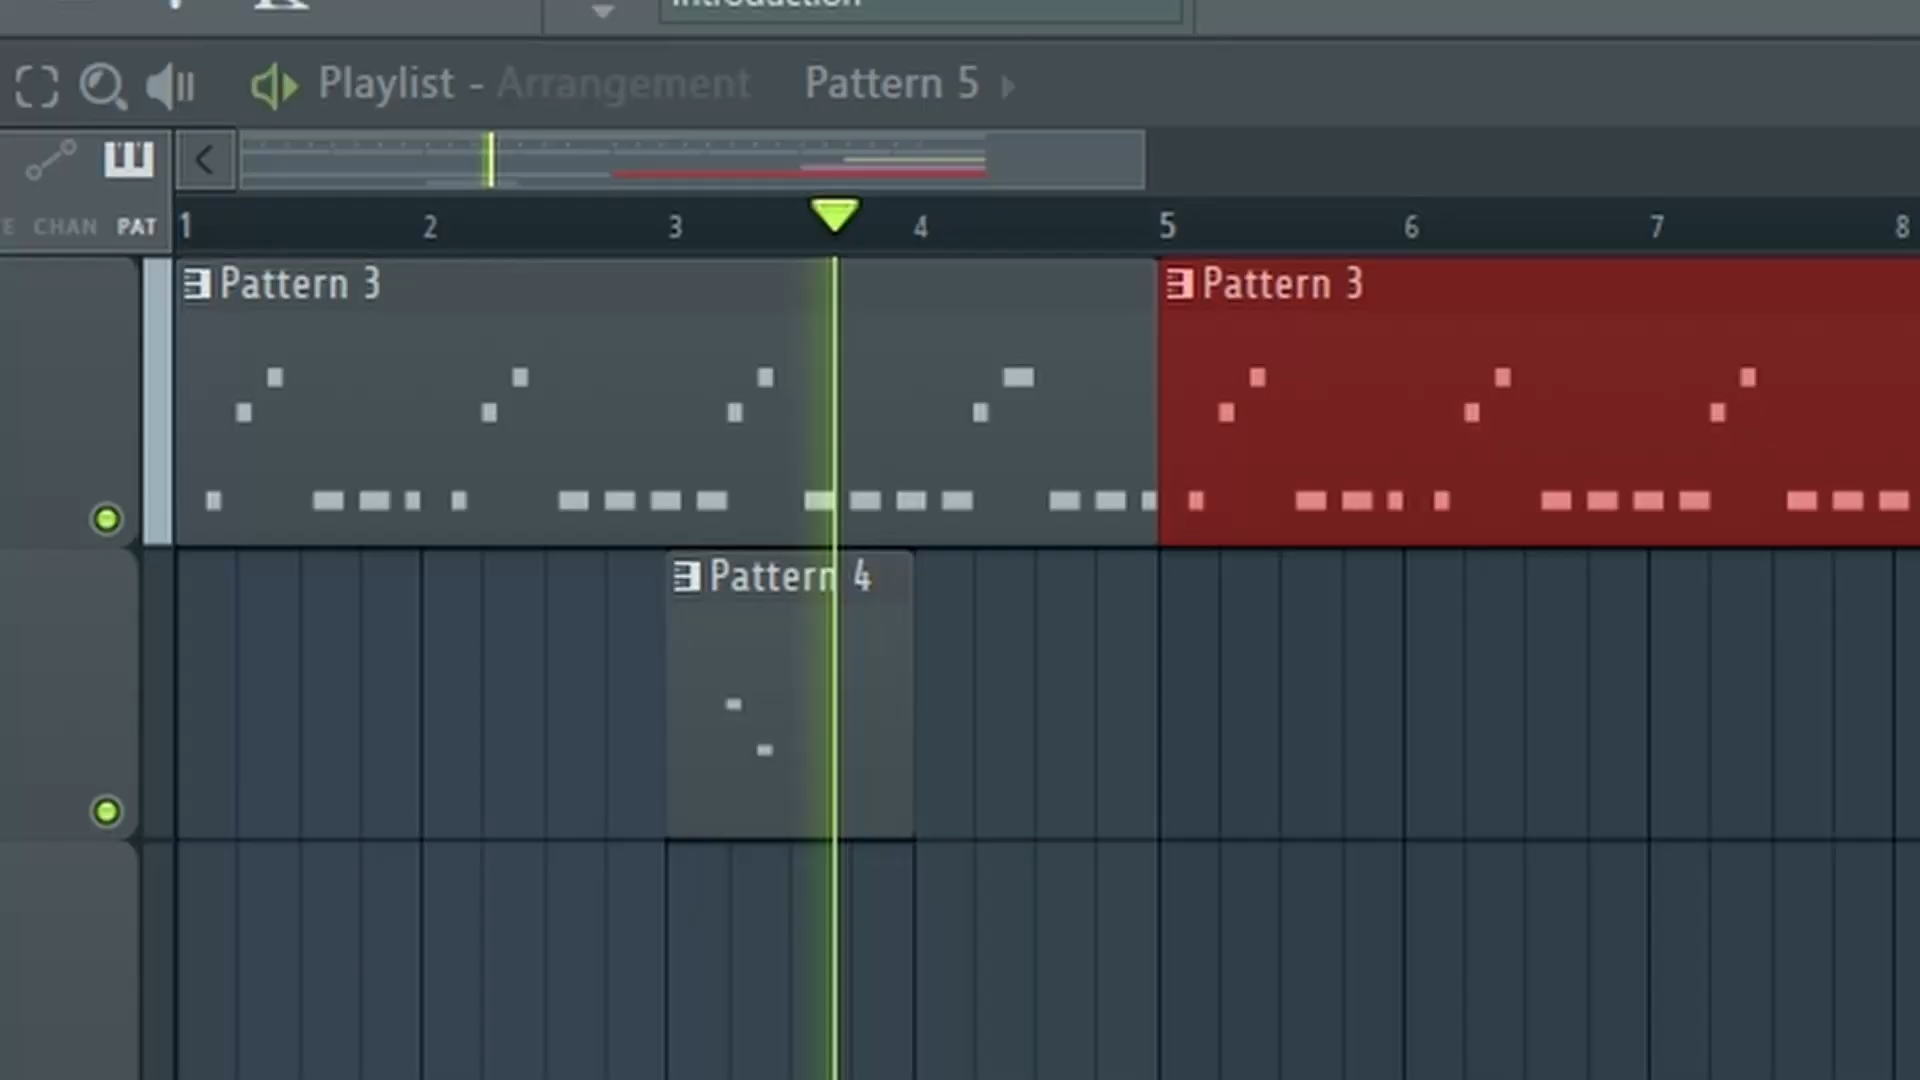 Introduction
Playlist - Arrangement Pattern 5
E CHAN PAT
1 2 3 4 5 6 7 8
Pattern 3 Pattern 3
Pattern 4